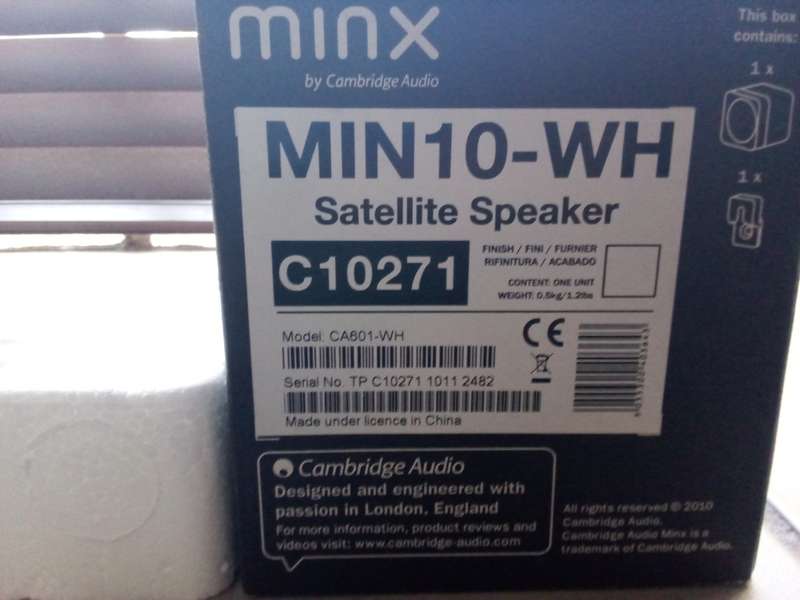 minx
by Cambridge Audio
This box
contains:
1 x
1 x
MIN10-WH
Satellite Speaker
C10271
FINISH / FINI / FURNIER
RIFINITURA / ACABADO
CONTENT: ONE UNIT
WEIGHT: 0.5kg/1.2lbs
Model: CA601-WH
CE
Serial No. TP C10271 1011 2482
Made under licence in China
Cambridge Audio
Designed and engineered with
passion in London, England
For more information, product reviews and
videos visit: www.cambridge-audio.com
All rights reserved © 2010
Cambridge Audio.
Cambridge Audio Minx is a
trademark of Cambridge Audio.